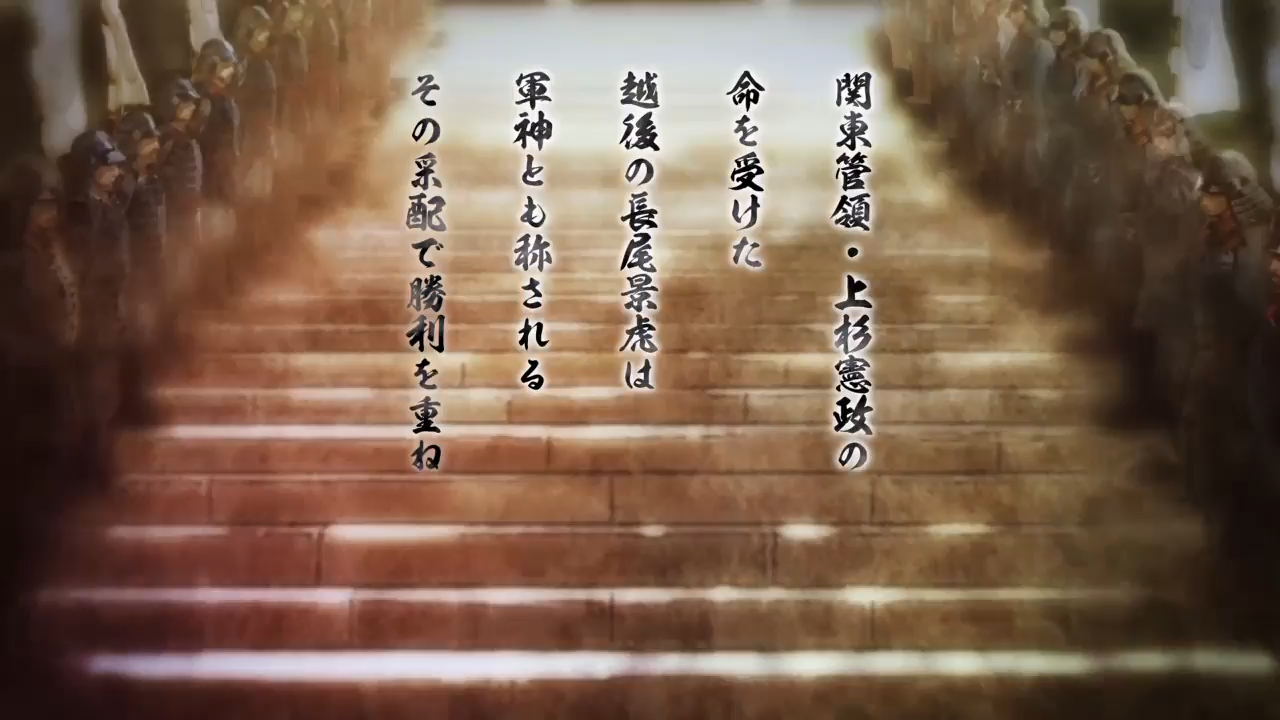 関東管領・上杉憲政の
命を受けた
越後の長尾景虎は
軍神とも称される
その采配で勝利を重ね